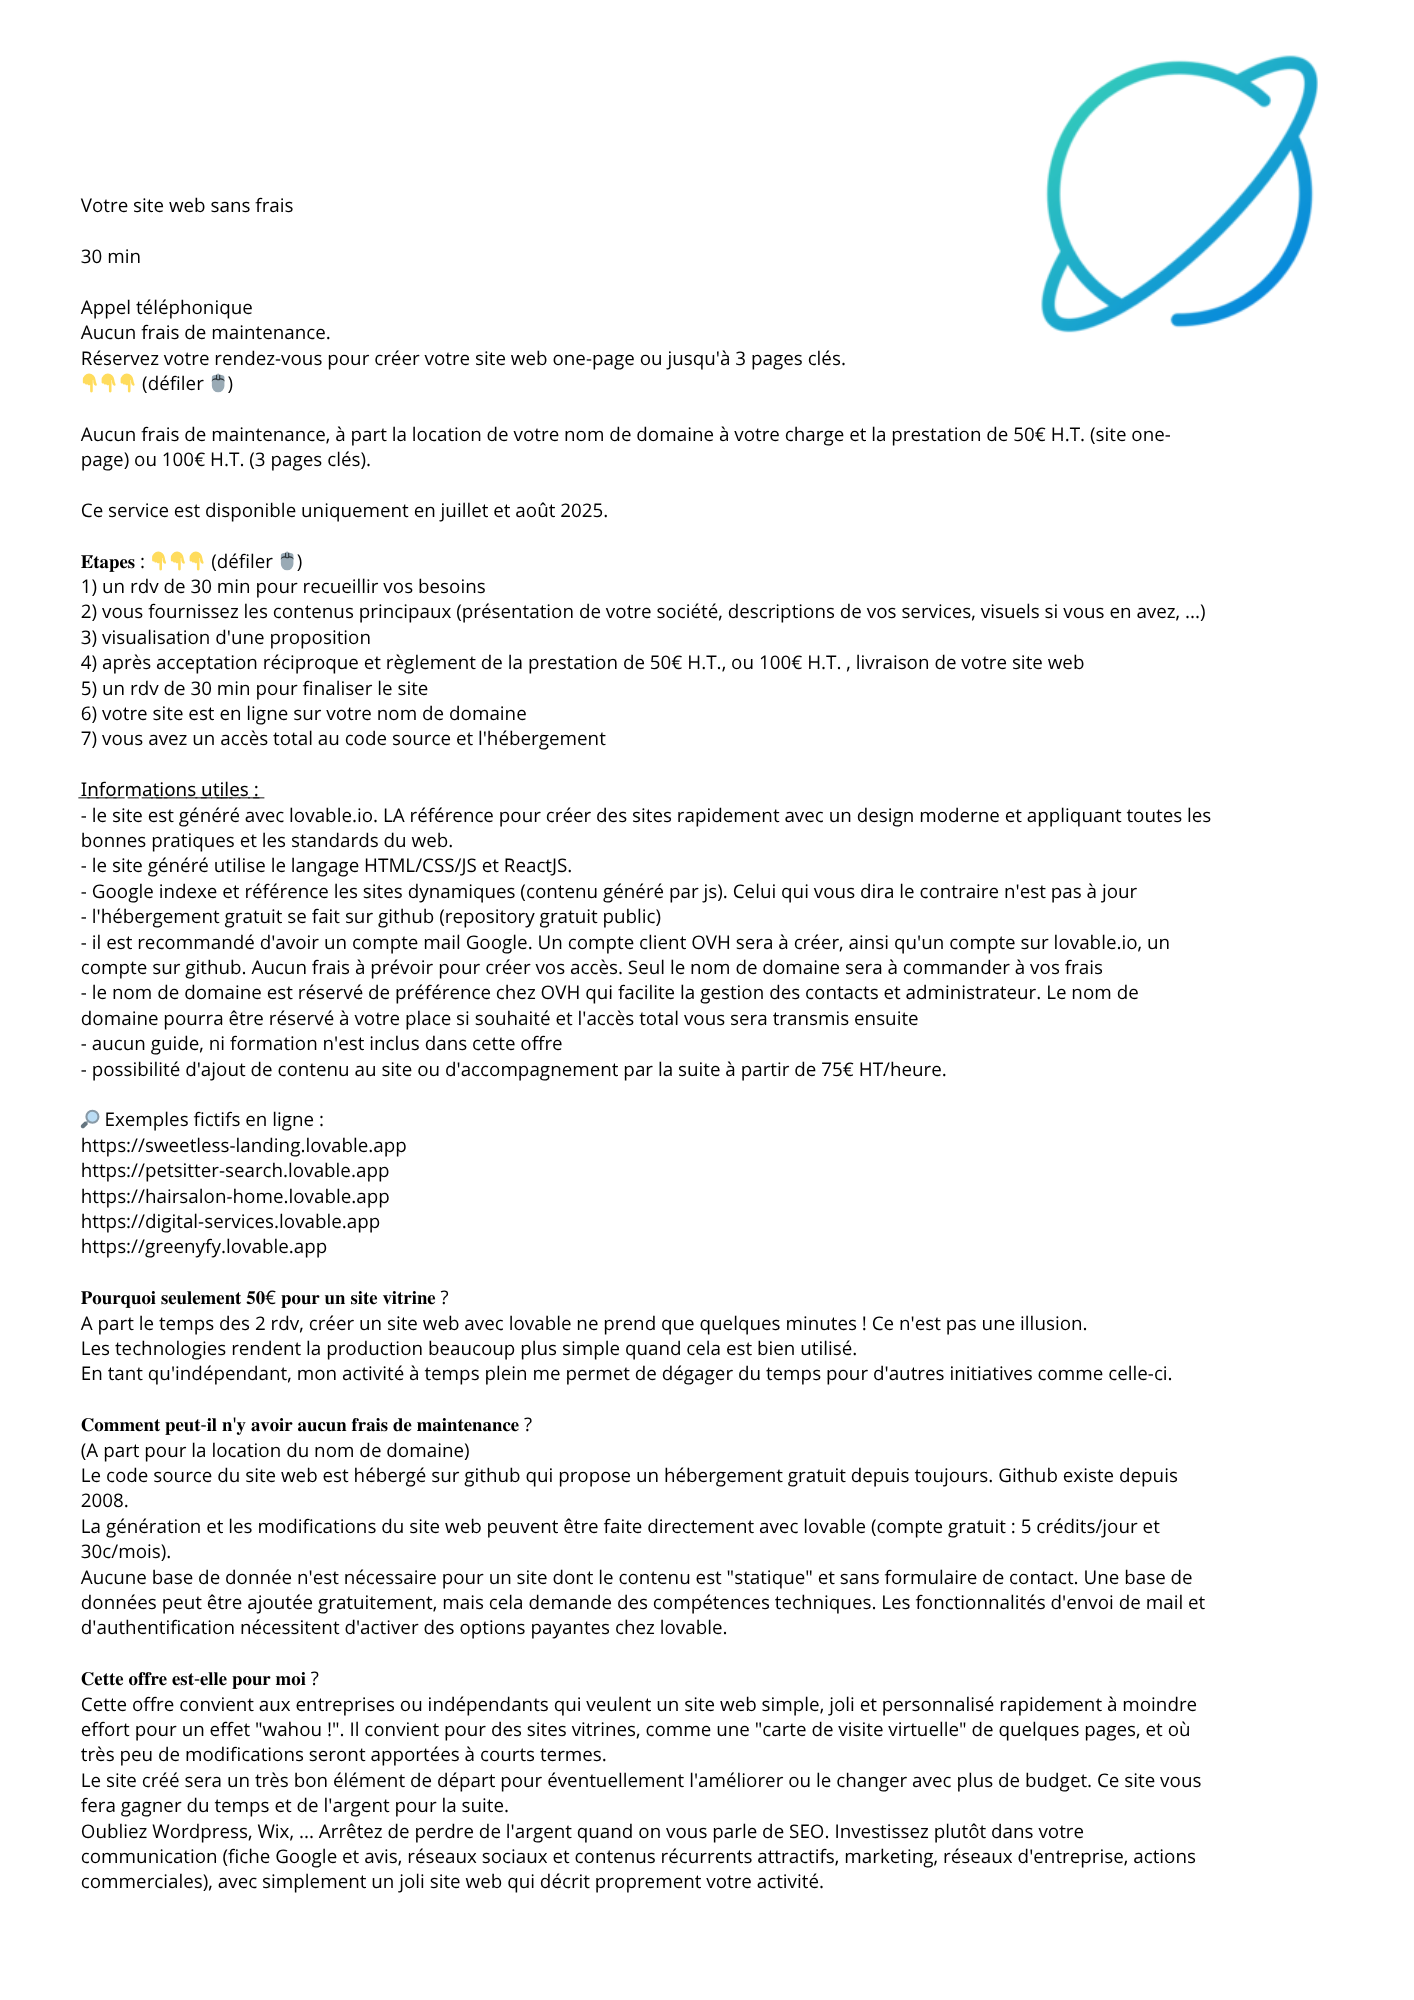 Votre site web sans frais
30 min
Appel téléphonique
Aucun frais de maintenance.
Réservez votre rendez-vous pour créer votre site web one-page ou jusqu'à 3 pages clés.
👇👇👇 (défiler 🖱️)
Aucun frais de maintenance, à part la location de votre nom de domaine à votre charge et la prestation de 50€ H.T. (site one-
page) ou 100€ H.T. (3 pages clés).
Ce service est disponible uniquement en juillet et août 2025.
Etapes : 👇👇👇 (défiler 🖱️)
1) un rdv de 30 min pour recueillir vos besoins
2) vous fournissez les contenus principaux (présentation de votre société, descriptions de vos services, visuels si vous en avez, ...)
3) visualisation d'une proposition
4) après acceptation réciproque et règlement de la prestation de 50€ H.T., ou 100€ H.T. , livraison de votre site web
5) un rdv de 30 min pour finaliser le site
6) votre site est en ligne sur votre nom de domaine
7) vous avez un accès total au code source et l'hébergement
Informations utiles :
- le site est généré avec lovable.io. LA référence pour créer des sites rapidement avec un design moderne et appliquant toutes les
bonnes pratiques et les standards du web.
- le site généré utilise le langage HTML/CSS/JS et ReactJS.
- Google indexe et référence les sites dynamiques (contenu généré par js). Celui qui vous dira le contraire n'est pas à jour
- l'hébergement gratuit se fait sur github (repository gratuit public)
- il est recommandé d'avoir un compte mail Google. Un compte client OVH sera à créer, ainsi qu'un compte sur lovable.io, un
compte sur github. Aucun frais à prévoir pour créer vos accès. Seul le nom de domaine sera à commander à vos frais
- le nom de domaine est réservé de préférence chez OVH qui facilite la gestion des contacts et administrateur. Le nom de
domaine pourra être réservé à votre place si souhaité et l'accès total vous sera transmis ensuite
- aucun guide, ni formation n'est inclus dans cette offre
- possibilité d'ajout de contenu au site ou d'accompagnement par la suite à partir de 75€ HT/heure.
🔎 Exemples fictifs en ligne :
https://sweetless-landing.lovable.app
https://petsitter-search.lovable.app
https://hairsalon-home.lovable.app
https://digital-services.lovable.app
https://greenyfy.lovable.app
Pourquoi seulement 50€ pour un site vitrine ?
A part le temps des 2 rdv, créer un site web avec lovable ne prend que quelques minutes ! Ce n'est pas une illusion.
Les technologies rendent la production beaucoup plus simple quand cela est bien utilisé.
En tant qu'indépendant, mon activité à temps plein me permet de dégager du temps pour d'autres initiatives comme celle-ci.
Comment peut-il n'y avoir aucun frais de maintenance ?
(A part pour la location du nom de domaine)
Le code source du site web est hébergé sur github qui propose un hébergement gratuit depuis toujours. Github existe depuis
2008.
La génération et les modifications du site web peuvent être faite directement avec lovable (compte gratuit : 5 crédits/jour et
30c/mois).
Aucune base de donnée n'est nécessaire pour un site dont le contenu est "statique" et sans formulaire de contact. Une base de
données peut être ajoutée gratuitement, mais cela demande des compétences techniques. Les fonctionnalités d'envoi de mail et
d'authentification nécessitent d'activer des options payantes chez lovable.
Cette offre est-elle pour moi ?
Cette offre convient aux entreprises ou indépendants qui veulent un site web simple, joli et personnalisé rapidement à moindre
effort pour un effet "wahou !". Il convient pour des sites vitrines, comme une "carte de visite virtuelle" de quelques pages, et où
très peu de modifications seront apportées à courts termes.
Le site créé sera un très bon élément de départ pour éventuellement l'améliorer ou le changer avec plus de budget. Ce site vous
fera gagner du temps et de l'argent pour la suite.
Oubliez Wordpress, Wix, ... Arrêtez de perdre de l'argent quand on vous parle de SEO. Investissez plutôt dans votre
communication (fiche Google et avis, réseaux sociaux et contenus récurrents attractifs, marketing, réseaux d'entreprise, actions
commerciales), avec simplement un joli site web qui décrit proprement votre activité.